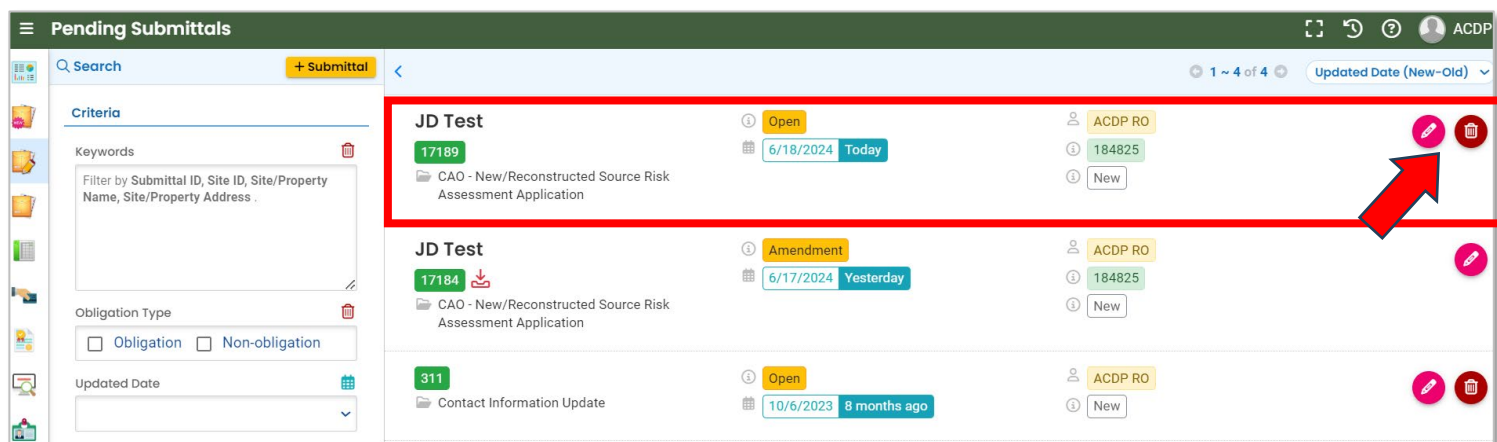 Pending Submittals
ACDP
Search
+ Submittal
1 ~ 4 of 4
Updated Date (New-Old)
Criteria
Keywords
Filter by Submittal ID, Site ID, Site/Property
Name, Site/Property Address .
Obligation Type
Obligation Non-obligation
Updated Date
JD Test
17189
CAO - New/Reconstructed Source Risk
Assessment Application
Open
6/18/2024 Today
ACDP RO
184825
New
JD Test
17184
CAO - New/Reconstructed Source Risk
Assessment Application
Amendment
6/17/2024 Yesterday
ACDP RO
184825
New
311
Contact Information Update
Open
10/6/2023 8 months ago
ACDP RO
New